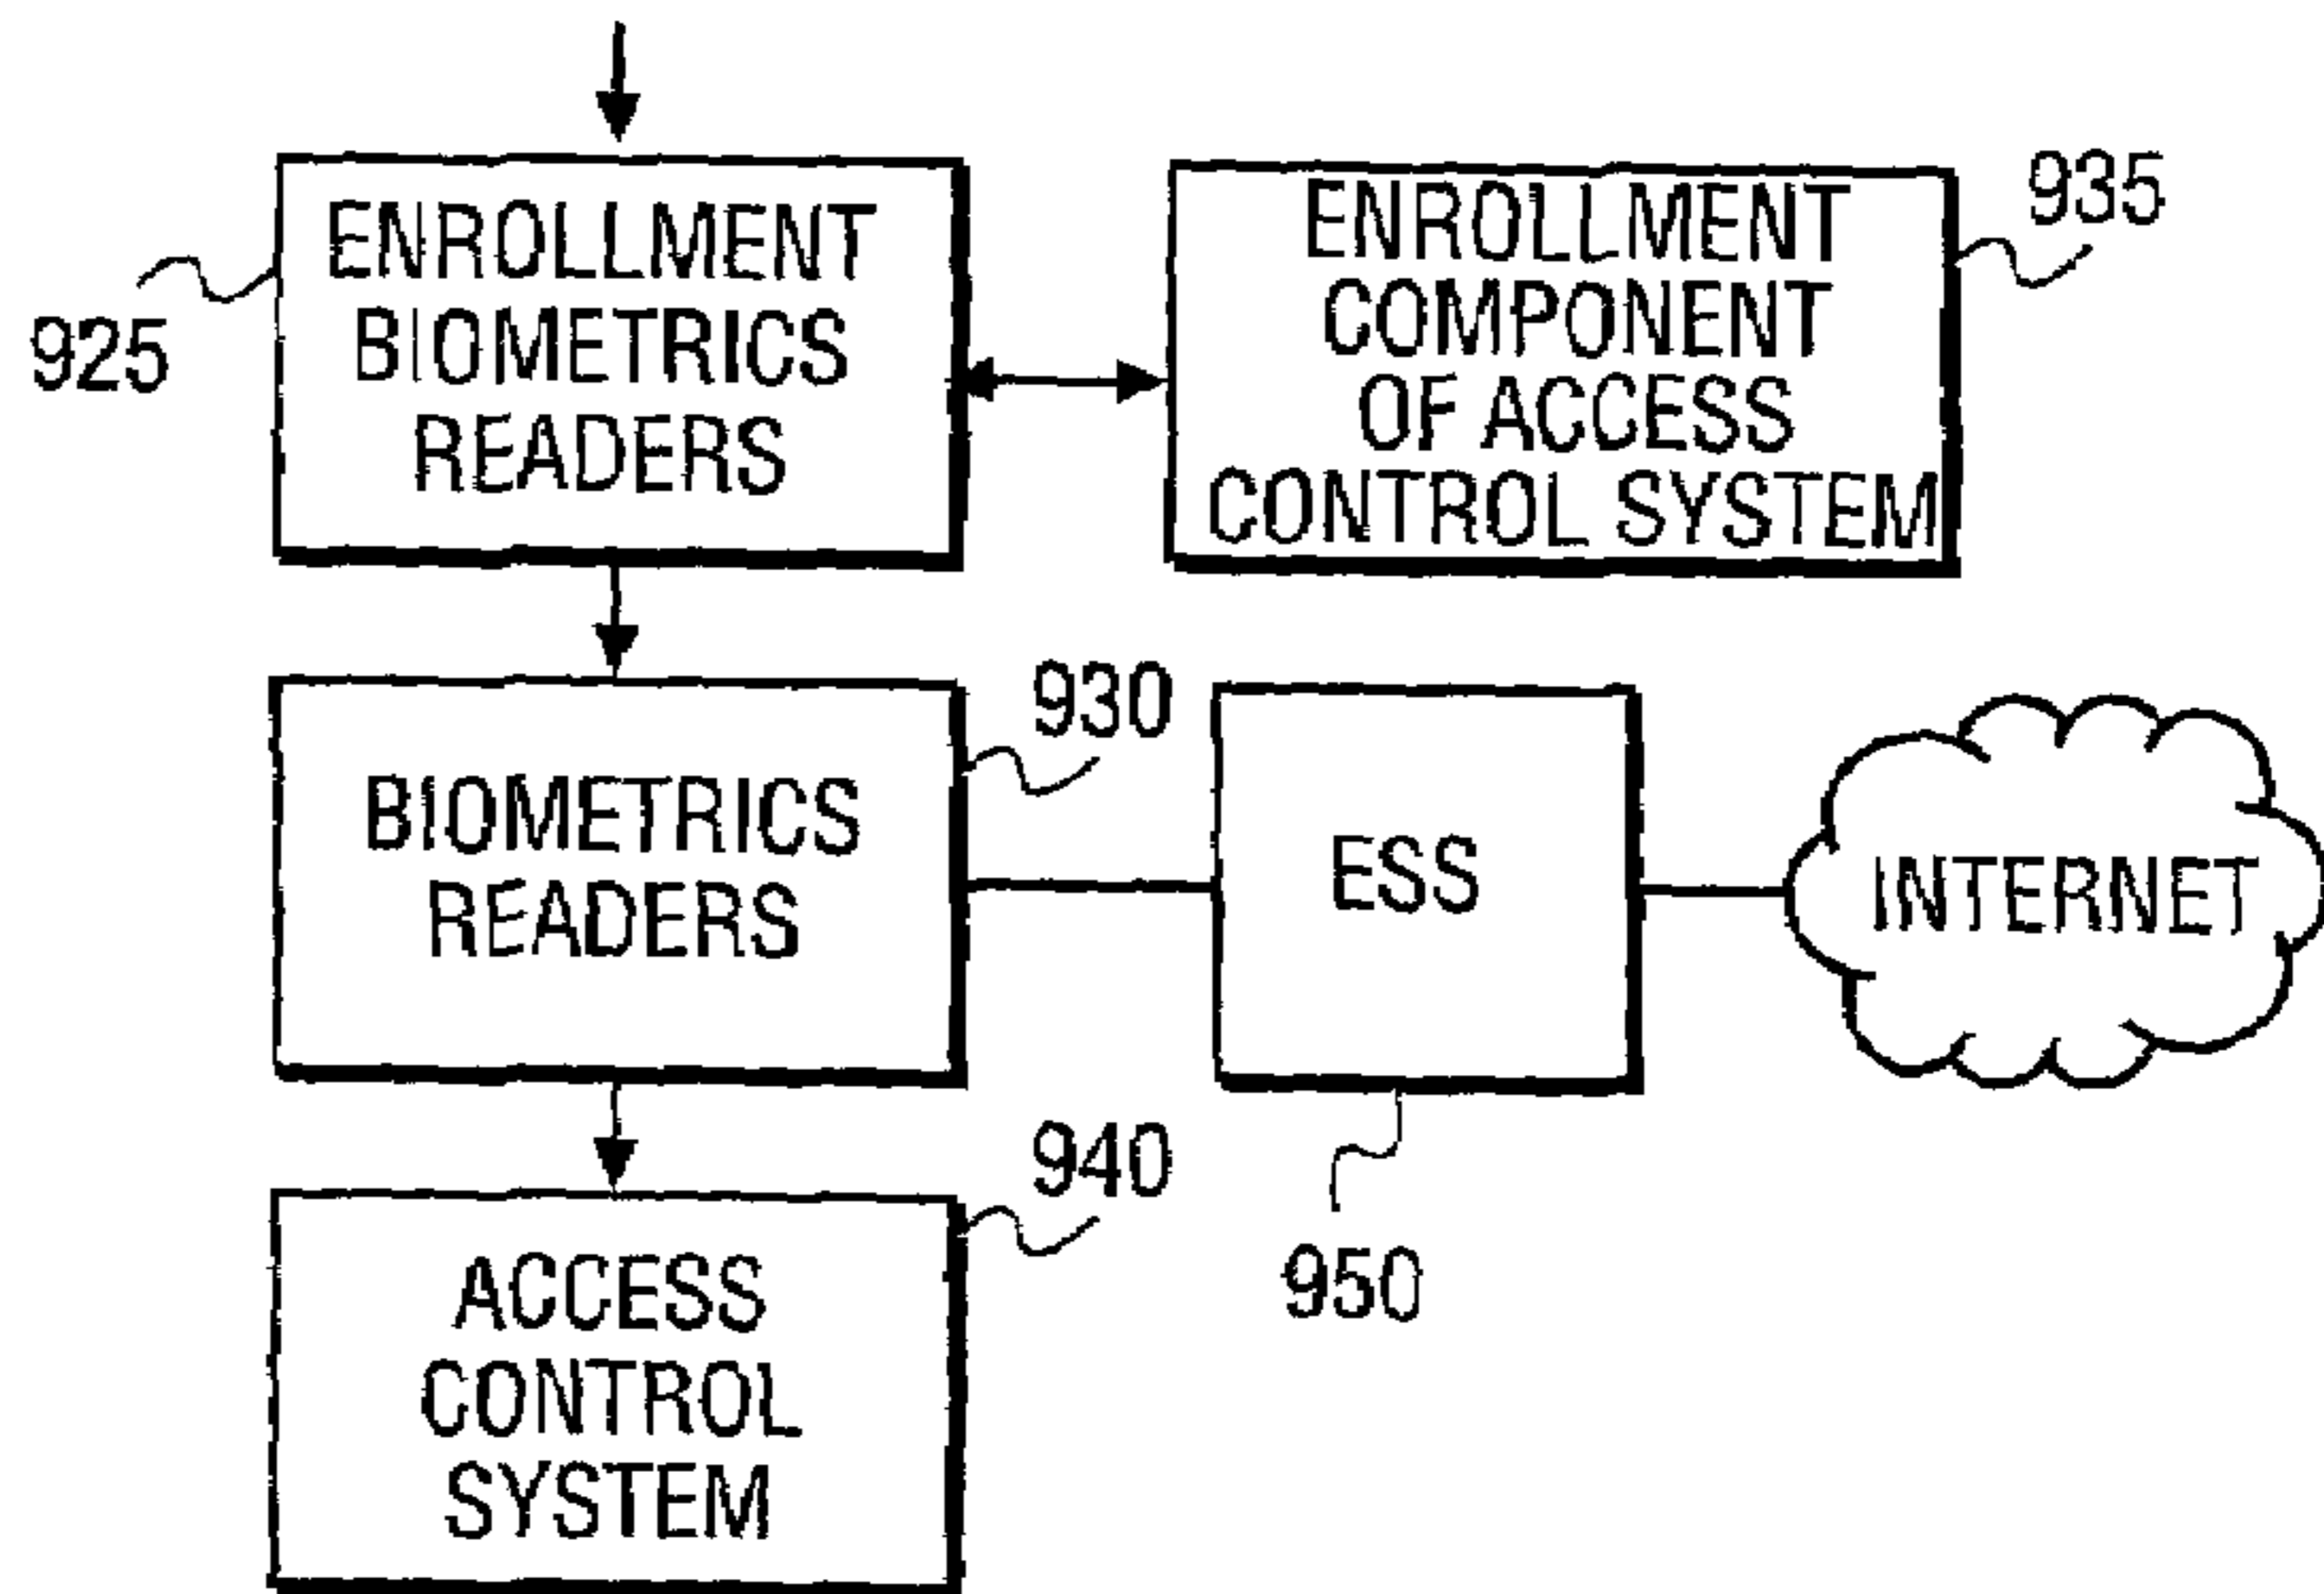 ENROLLMENT
BIOMETRICS
READERS
925
ENROLLMENT
COMPONENT
OF ACCESS
CONTROL SYSTEM
935
BIOMETRICS
READERS
930
ESS
950
INTERNET
ACCESS
CONTROL
SYSTEM
940